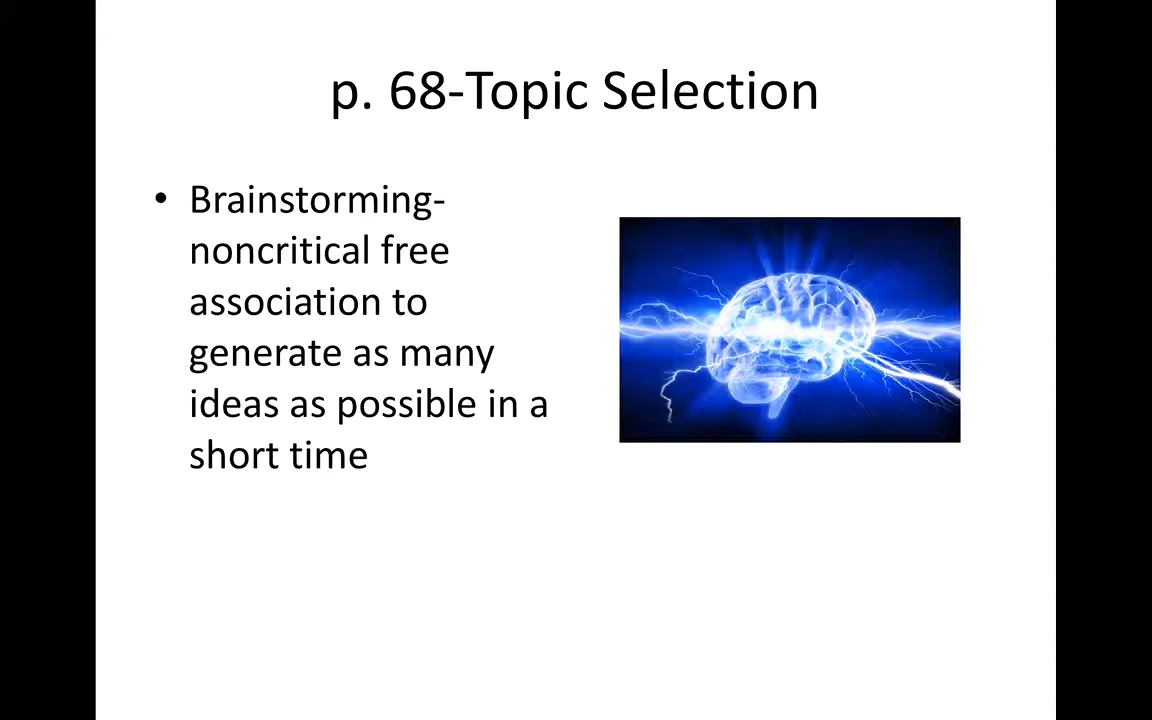 p. 68-Topic Selection
• Brainstorming-
noncritical free
association to
generate as many
ideas as possible in a
short time